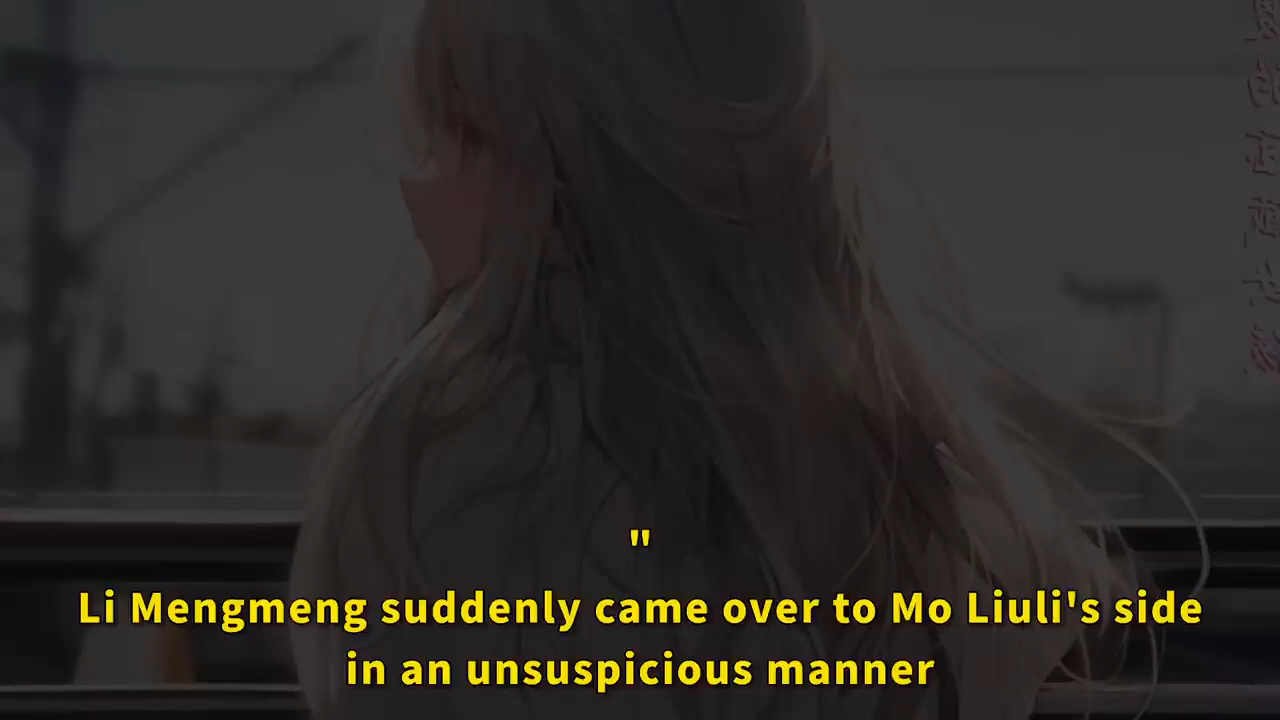 "
Li Mengmeng suddenly came over to Mo Liuli's side
in an unsuspicious manner